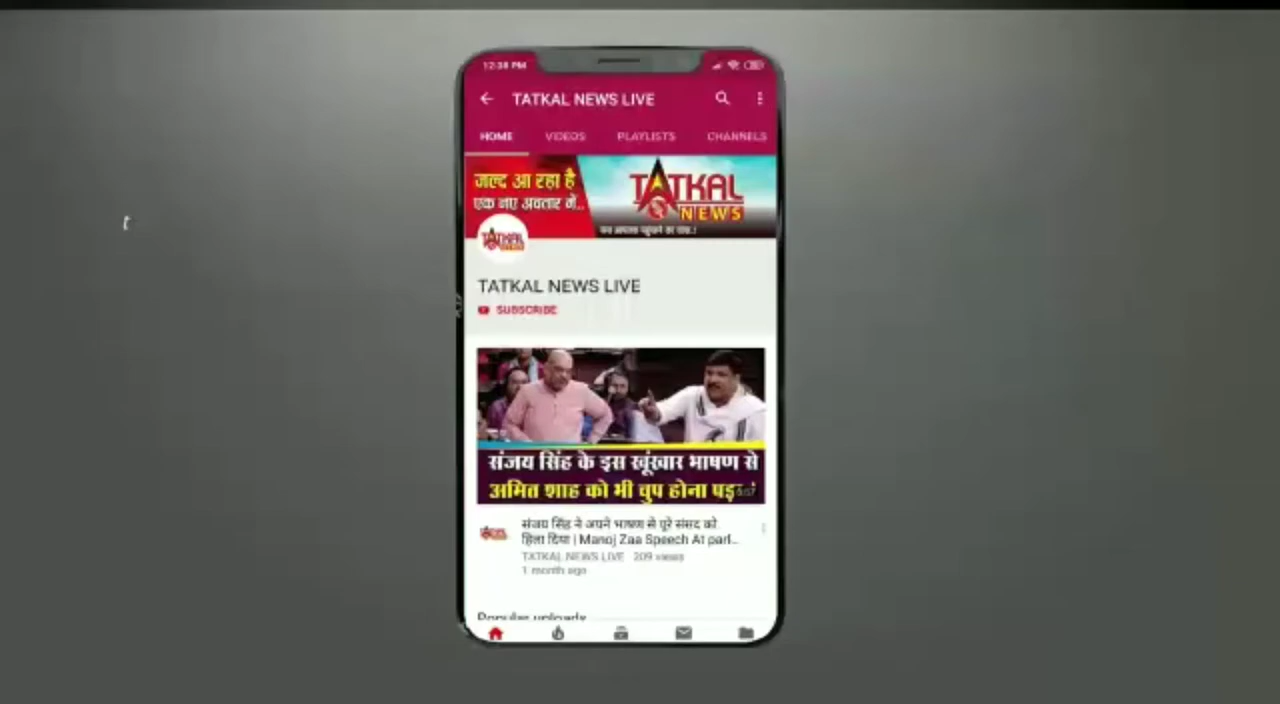 t
12:38 PM
TATKAL NEWS LIVE
HOME VIDEOS PLAYLISTS CHANNELS
जल्द आ रहा है
एक नए अवतार में..
TATKAL
NEWS
TATKAL
TATKAL NEWS LIVE
SUBSCRIBE
संजय सिंह के इस खूंखार भाषण से
अमित शाह को भी चुप होना पड़
संजय सिंह ने अपने भाषण से पूरे संसद को
हिला दिया | Manoj Zaa Speech At parl..
TATKAL NEWS LIVE 209 views
1 month ago
Popular uploads